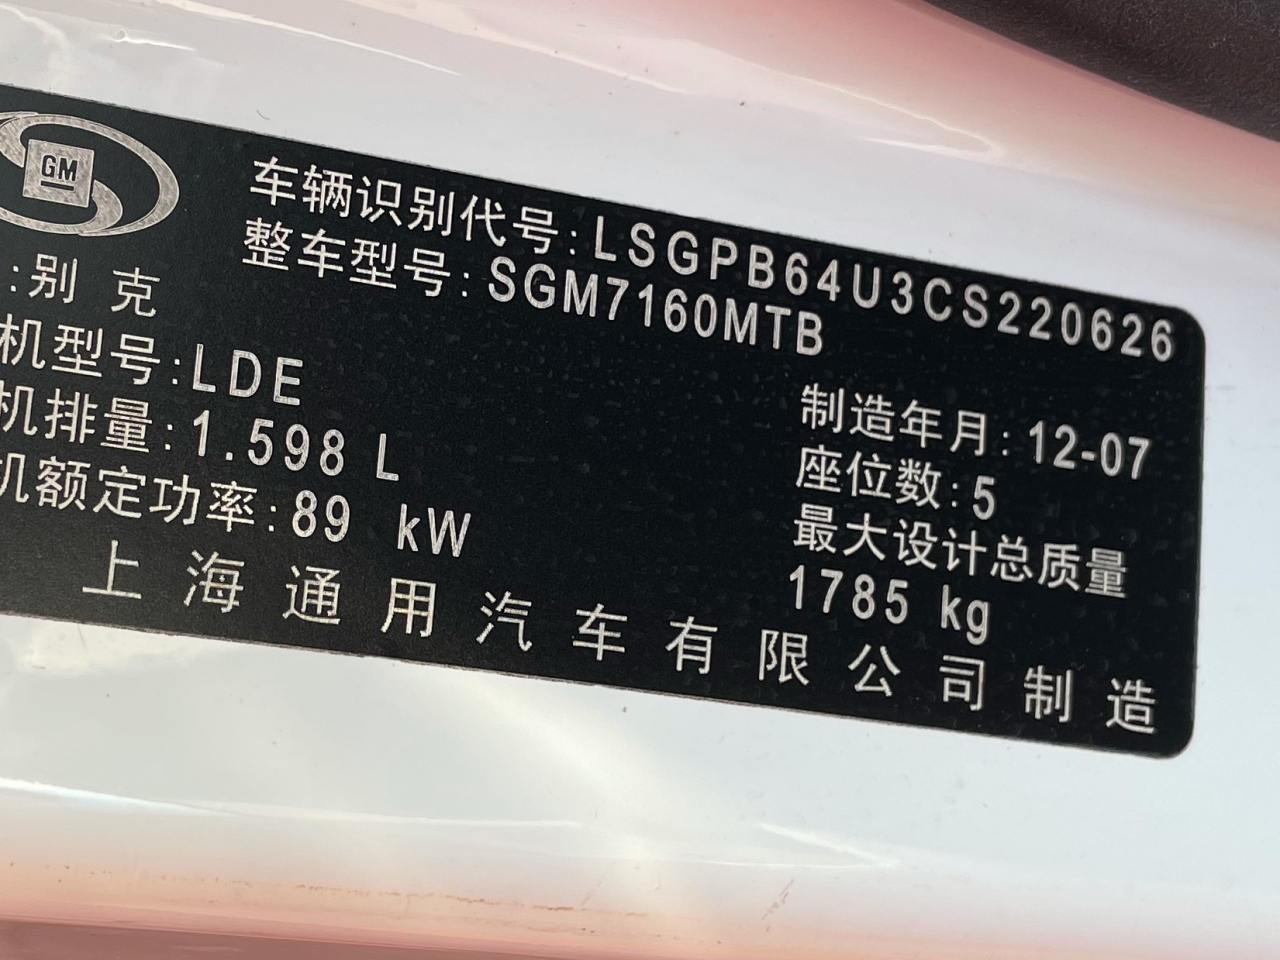 GM
车辆识别代号:LSGPB64U3CS220626
整车型号:SGM7160MTB
:别 克
机型号:LDE
机排量:1.598 L
机额定功率:89 kW
制造年月:12-07
座位数:5
最大设计总质量
1785 kg
上海通用汽车有限公司制造